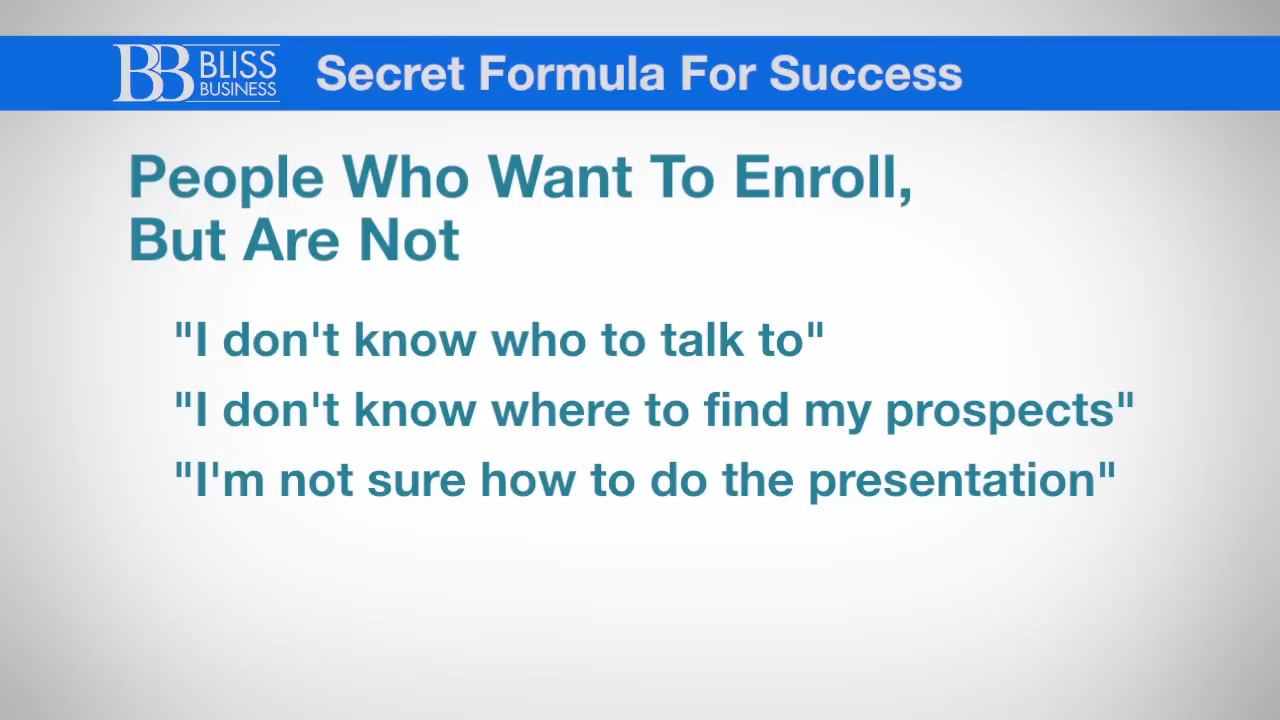 BB BLISS
BUSINESS
Secret Formula For Success
People Who Want To Enroll,
But Are Not
"I don't know who to talk to"
"I don't know where to find my prospects"
"I'm not sure how to do the presentation"